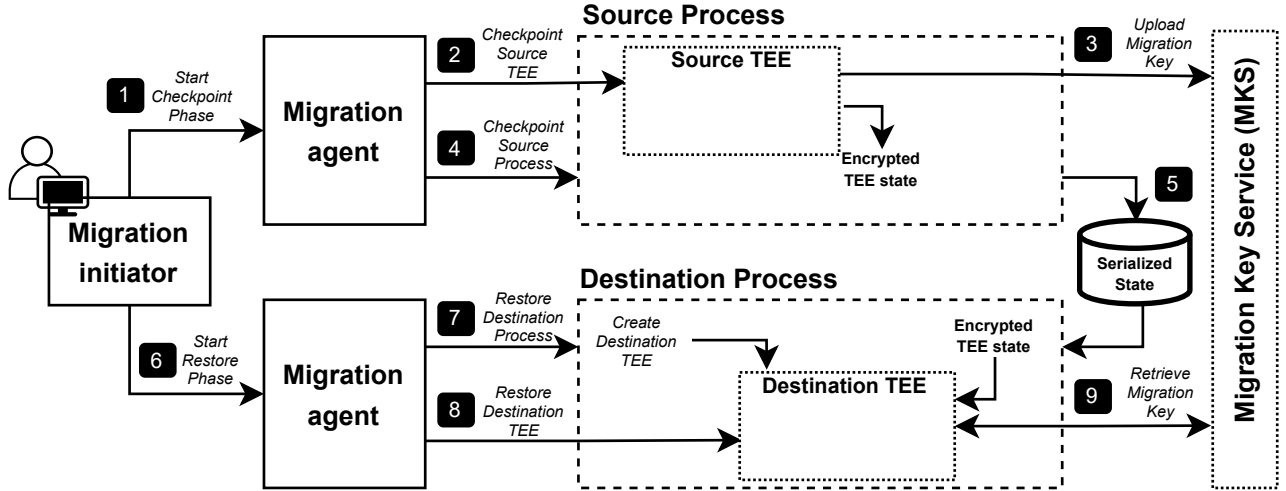 Source Process
1
Start
Checkpoint
Phase
Migration
agent
2
Checkpoint
Source
TEE
Source TEE
3
Upload
Migration
Key
4
Checkpoint
Source
Process
Encrypted
TEE state
5
Serialized
State
Migration Key Service (MKS)
Migration
initiator
Destination Process
6
Start
Restore
Phase
Migration
agent
7
Restore
Destination
Process
Create
Destination
TEE
Encrypted
TEE state
8
Restore
Destination
TEE
Destination TEE
9
Retrieve
Migration
Key